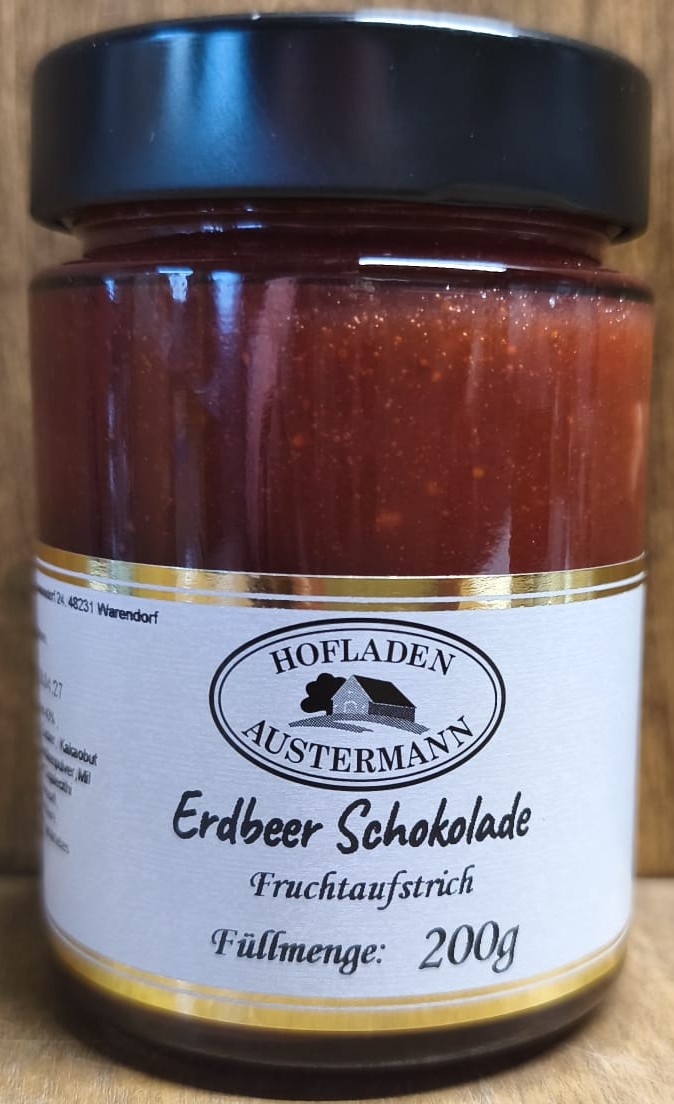 24, 48231 Warendorf
HOFLADEN
AUSTERMANN
Erdbeer Schokolade
Fruchtaufstrich
Füllmenge: 200g